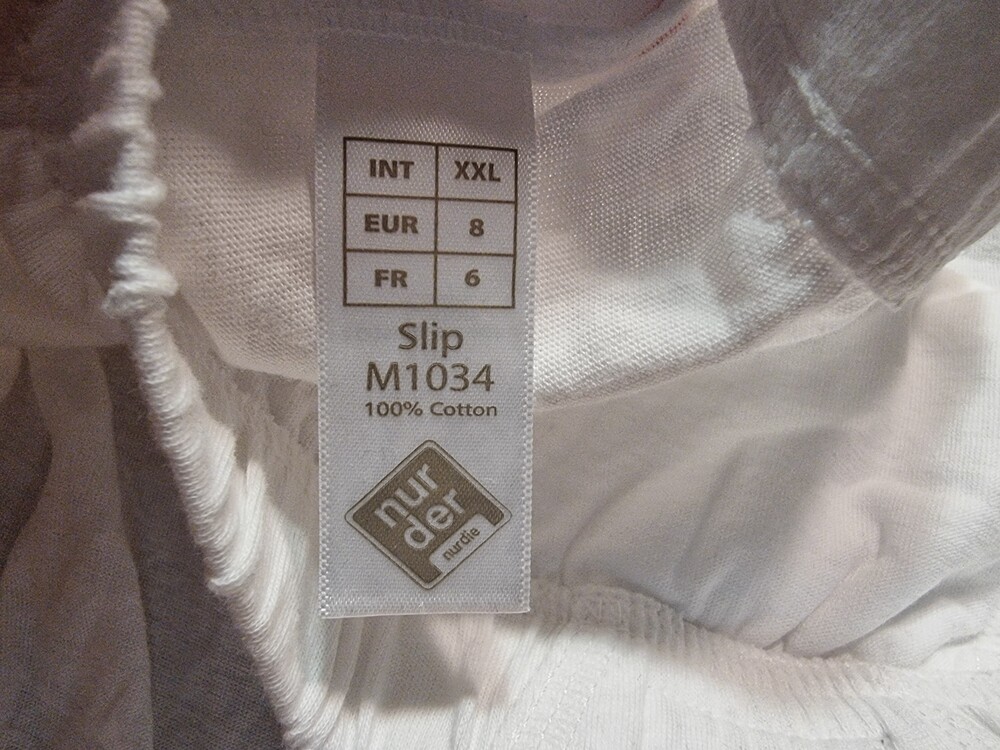 INT XXL
EUR 8
FR 6
Slip
M1034
100% Cotton
nur
der
nurdie